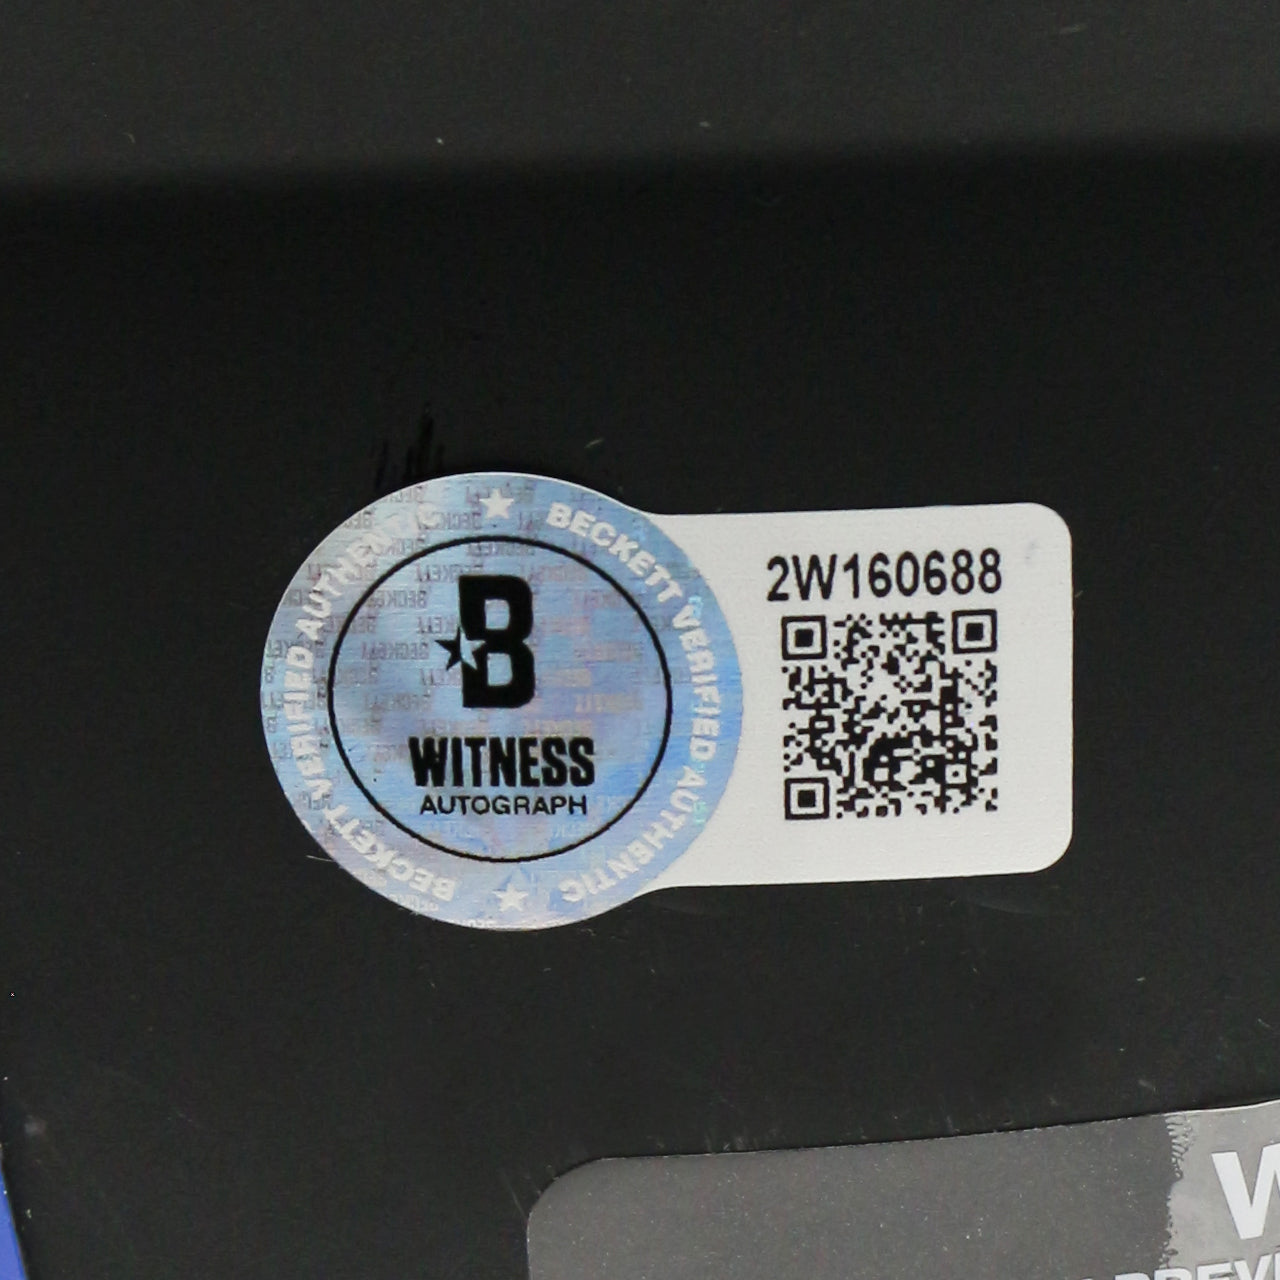 BECKETT VERIFIED AUTHENTIC
BECKETT VERIFIED AUTHENTIC
B
WITNESS
AUTOGRAPH
2W160688
W